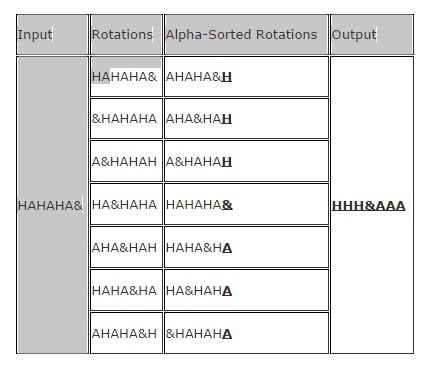 Input Rotations Alpha-Sorted Rotations Output
HAHAHA& AHAHA&H
&HAHAHA AHA&HAH
A&HAHAH A&HAHAH
HAHAHA& HA&HAHA HAHAHA& HHH&AAA
AHA&HAH HAHA&HA
HAHA&HA HA&HAHA
AHAHA&H &HAHAHA